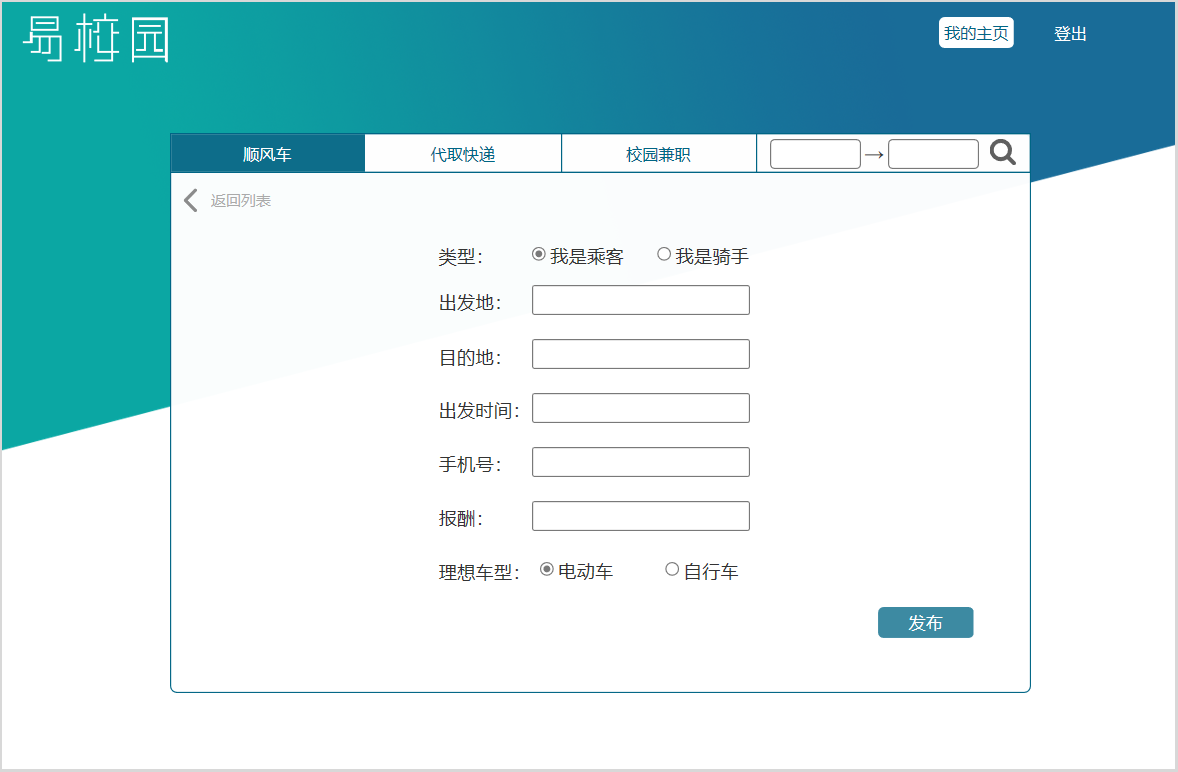 易校园
我的主页 登出
顺风车 代取快递 校园兼职 →
返回列表
类型： 我是乘客 我是骑手
出发地：
目的地：
出发时间：
手机号：
报酬：
理想车型： 电动车 自行车
发布